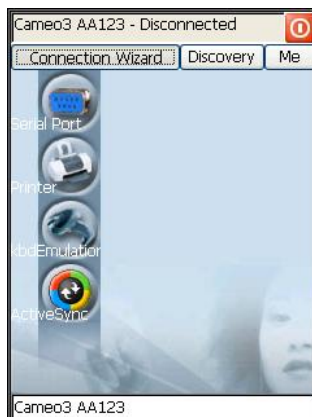 Cameo3 AA123 - Disconnected
Connection Wizard Discovery Me
Serial Port
Printer
kbdEmulation
ActiveSync
Cameo3 AA123